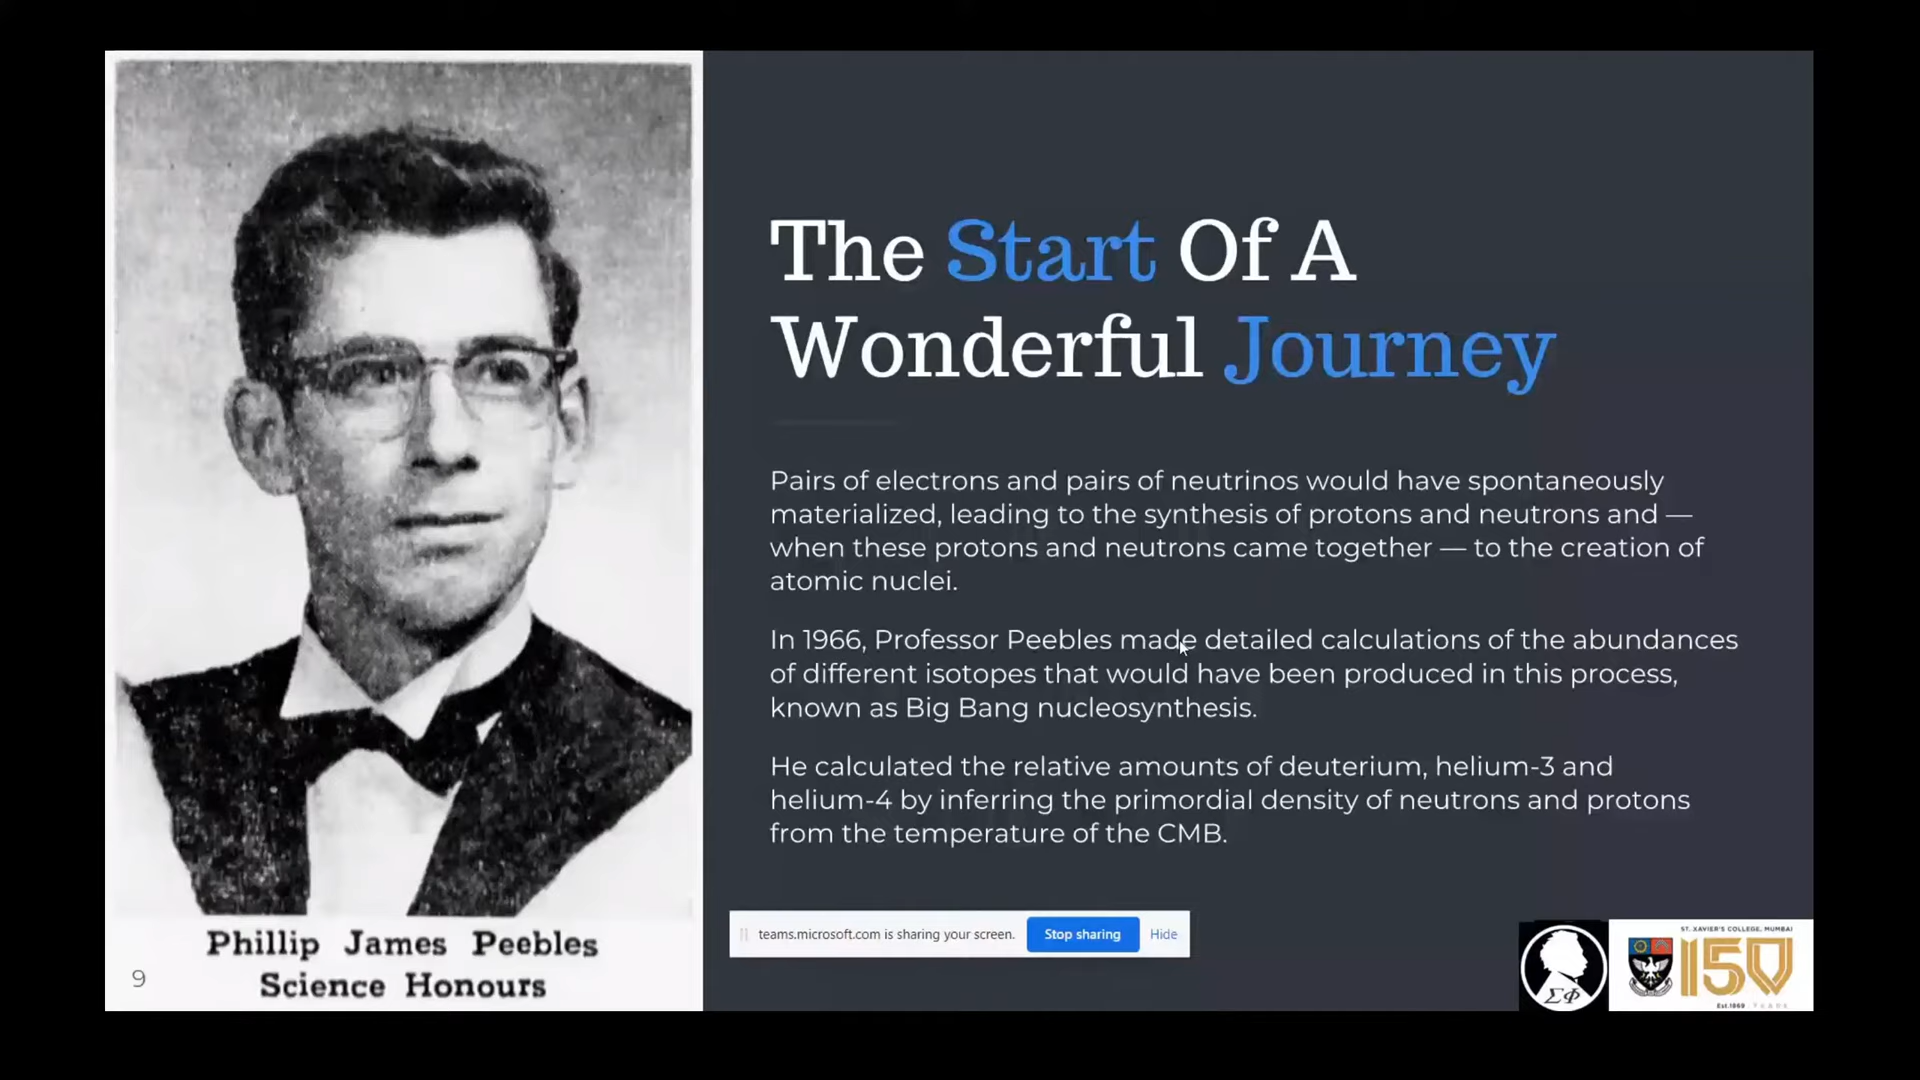 The Start Of A
Wonderful Journey
Pairs of electrons and pairs of neutrinos would have spontaneously
materialized, leading to the synthesis of protons and neutrons and —
when these protons and neutrons came together — to the creation of
atomic nuclei.
In 1966, Professor Peebles made detailed calculations of the abundances
of different isotopes that would have been produced in this process,
known as Big Bang nucleosynthesis.
He calculated the relative amounts of deuterium, helium-3 and
helium-4 by inferring the primordial density of neutrons and protons
from the temperature of the CMB.
Phillip James Peebles
Science Honours
9
teams.microsoft.com is sharing your screen.
Stop sharing
Hide
ΣΦ
ST. XAVIER'S COLLEGE, MUMBAI
150
Est.1869 YEARS